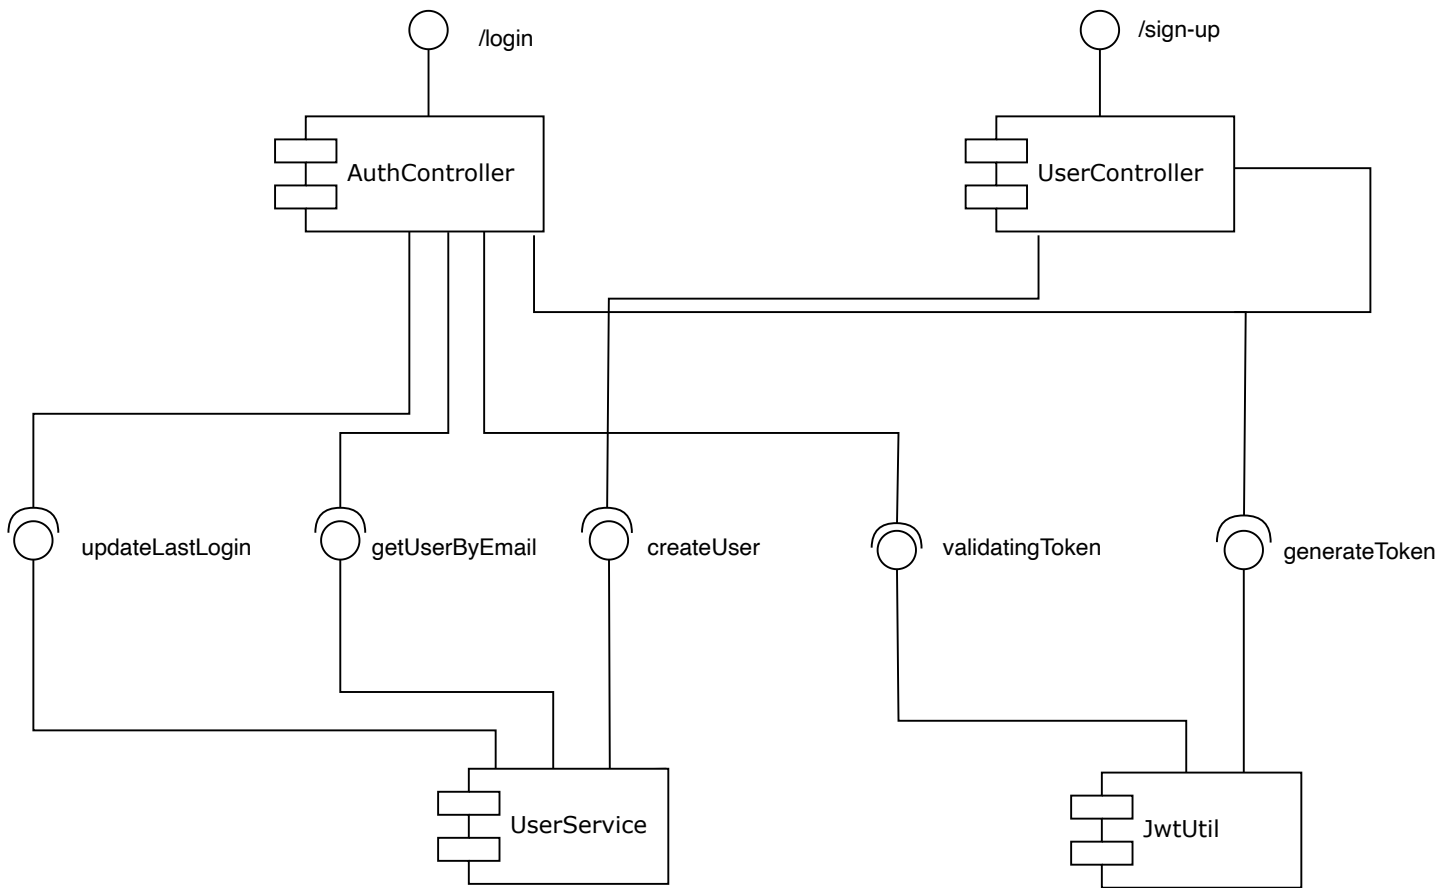 /login
/sign-up
AuthController
UserController
updateLastLogin
getUserByEmail
createUser
validatingToken
generateToken
UserService
JwtUtil